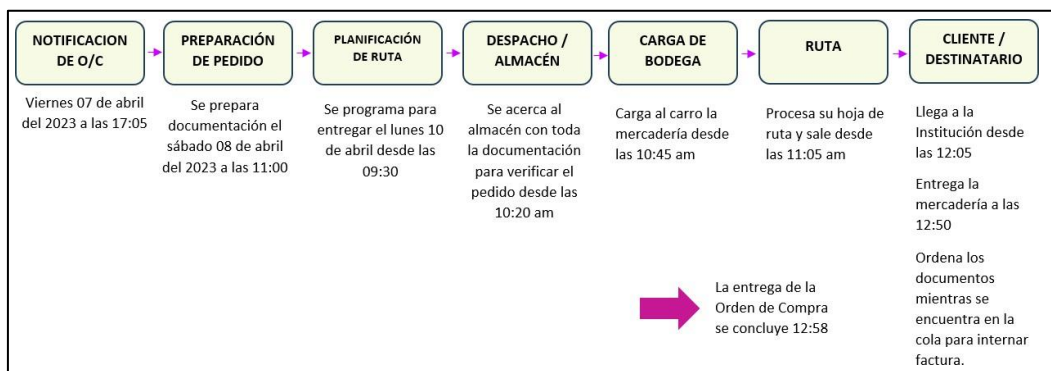 NOTIFICACION
DE O/C
PREPARACIÓN
DE PEDIDO
PLANIFICACIÓN
DE RUTA
DESPACHO /
ALMACÉN
CARGA DE
BODEGA
RUTA
CLIENTE /
DESTINATARIO
Viernes 07 de abril
del 2023 a las 17:05
Se prepara
documentación el
sábado 08 de abril
del 2023 a las 11:00
Se programa para
entregar el lunes 10
de abril desde las
09:30
Se acerca al
almacén con toda
la documentación
para verificar el
pedido desde las
10:20 am
Carga al carro la
mercadería desde
las 10:45 am
Procesa su hoja de
ruta y sale desde
las 11:05 am
Llega a la
Institución desde
las 12:05
Entrega la
mercadería a las
12:50
Ordena los
documentos
mientras se
encuentra en la
cola para internar
factura.
La entrega de la
Orden de Compra
se concluye 12:58